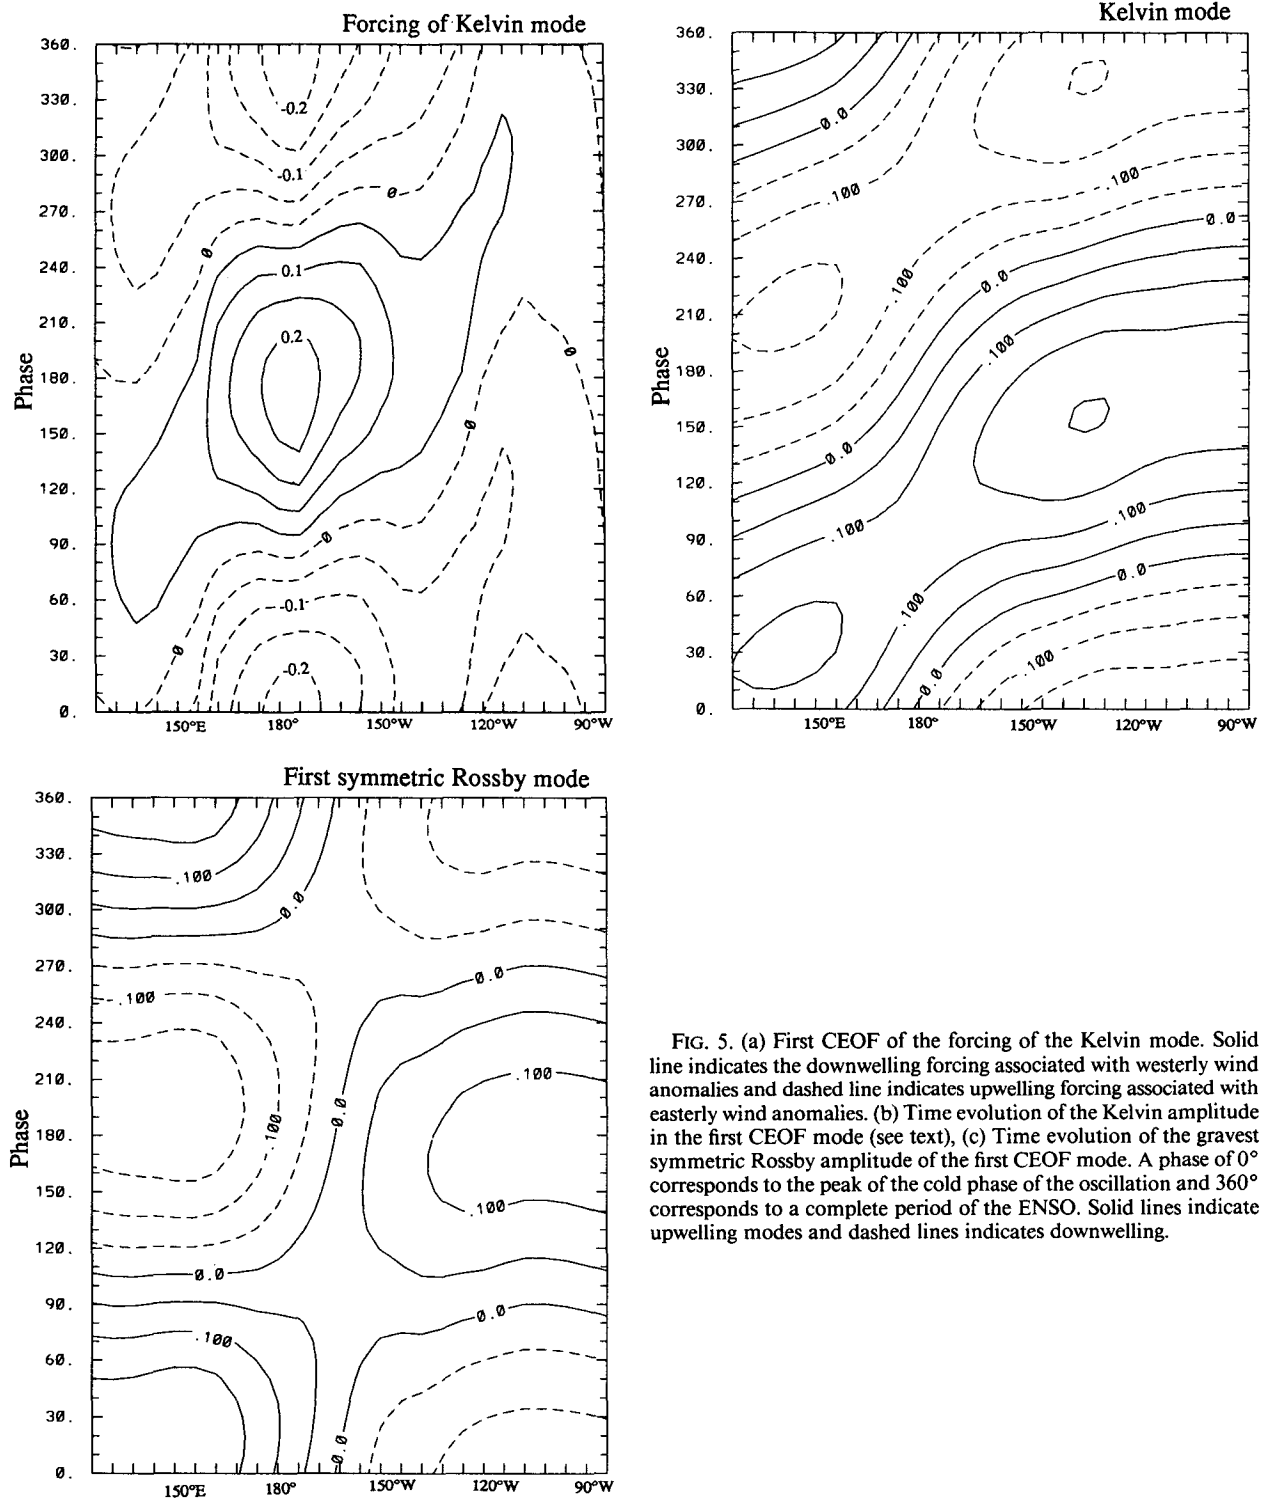 Forcing of Kelvin mode
360.
330.
300.
270.
240.
210.
180.
150.
120.
90.
60.
30.
0.
Phase
-0.2
-0.1
0
0
0.1
0.2
0
0
0
-0.1
0
-0.2
150°E
180°
150°W
120°W
90°W
Kelvin mode
360.
330.
300.
270.
240.
210.
180.
150.
120.
90.
60.
30.
0.
Phase
0.0
.100
.100
0.0
.100
0.0
.100
0.0
.100
.100
0.0
.100
.100
0.0
150°E
180°
150°W
120°W
90°W
First symmetric Rossby mode
360.
330.
300.
270.
240.
210.
180.
150.
120.
90.
60.
30.
0.
Phase
.100
0.0
0.0
.100
.100
0.0
.100
.100
0.0
0.0
.100
0.0
150°E
180°
150°W
120°W
90°W
FIG. 5. (a) First CEOF of the forcing of the Kelvin mode. Solid
line indicates the downwelling forcing associated with westerly wind
anomalies and dashed line indicates upwelling forcing associated with
easterly wind anomalies. (b) Time evolution of the Kelvin amplitude
in the first CEOF mode (see text), (c) Time evolution of the gravest
symmetric Rossby amplitude of the first CEOF mode. A phase of 0°
corresponds to the peak of the cold phase of the oscillation and 360°
corresponds to a complete period of the ENSO. Solid lines indicate
upwelling modes and dashed lines indicates downwelling.